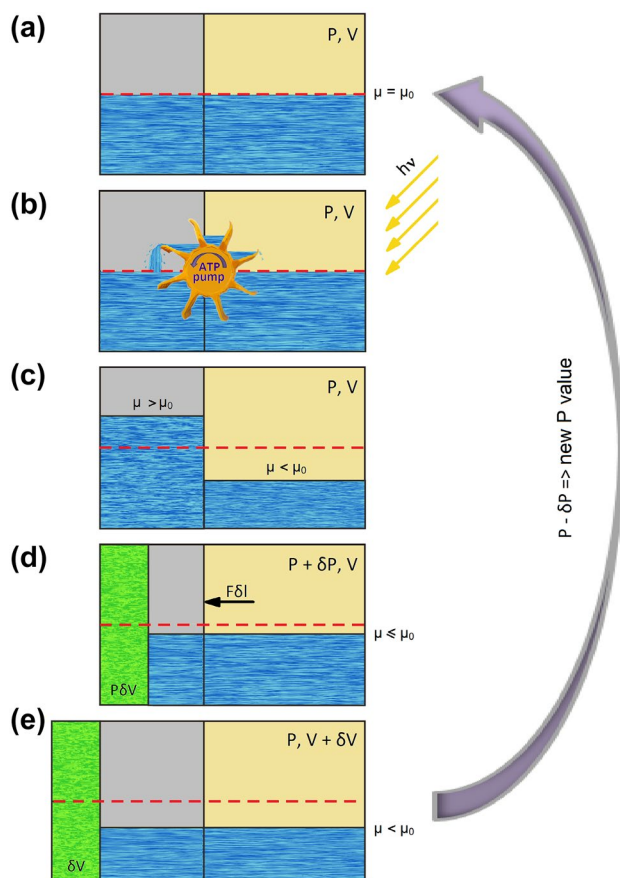 (a)
P, V
μ = μ₀
hν
(b)
P, V
ATP
pump
(c)
P, V
μ > μ₀
μ < μ₀
(d)
P + δP, V
Fδl
μ ⩽ μ₀
PδV
(e)
P, V + δV
μ < μ₀
δV
P - δP => new P value